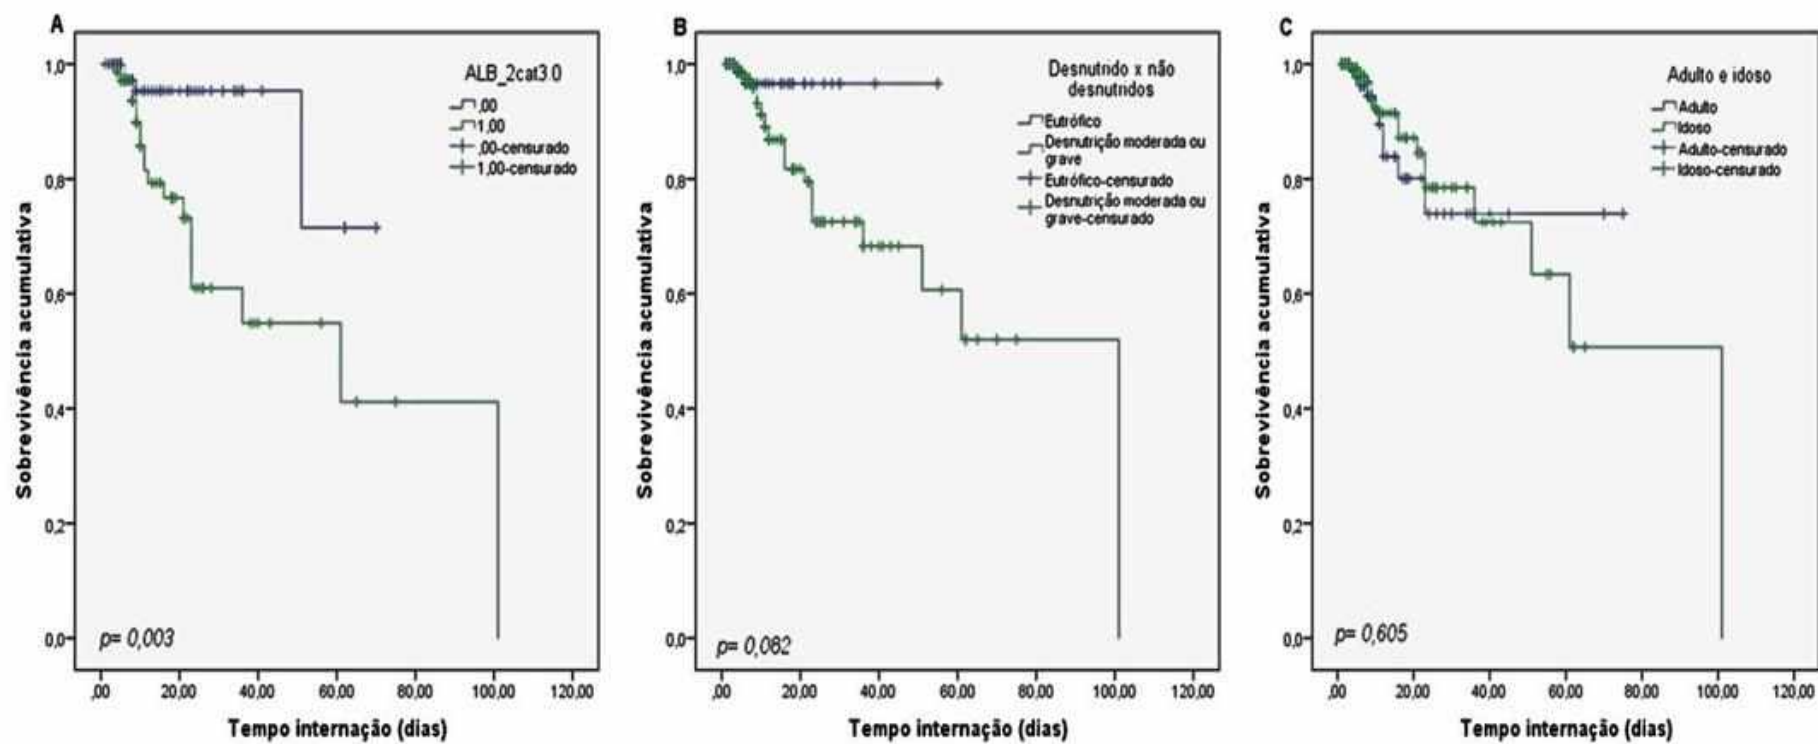 A
ALB_2cat3.0
,00
1,00
,00-censurado
1,00-censurado
1,0
0,8
0,6
0,4
0,2
0,0
Sobrevivência acumulativa
p= 0,003
,00 20,00 40,00 60,00 80,00 100,00 120,00
Tempo internação (dias)
B
Desnutrido x não
desnutridos
Eutrófico
Desnutrição moderada ou
grave
Eutrófico-censurado
Desnutrição moderada ou
grave-censurado
1,0
0,8
0,6
0,4
0,2
0,0
Sobrevivência acumulativa
p= 0,062
,00 20,00 40,00 60,00 80,00 100,00 120,00
Tempo internação (dias)
C
Adulto e idoso
Adulto
Idoso
Adulto-censurado
Idoso-censurado
1,0
0,8
0,6
0,4
0,2
0,0
Sobrevivência acumulativa
p= 0,605
,00 20,00 40,00 60,00 80,00 100,00 120,00
Tempo internação (dias)